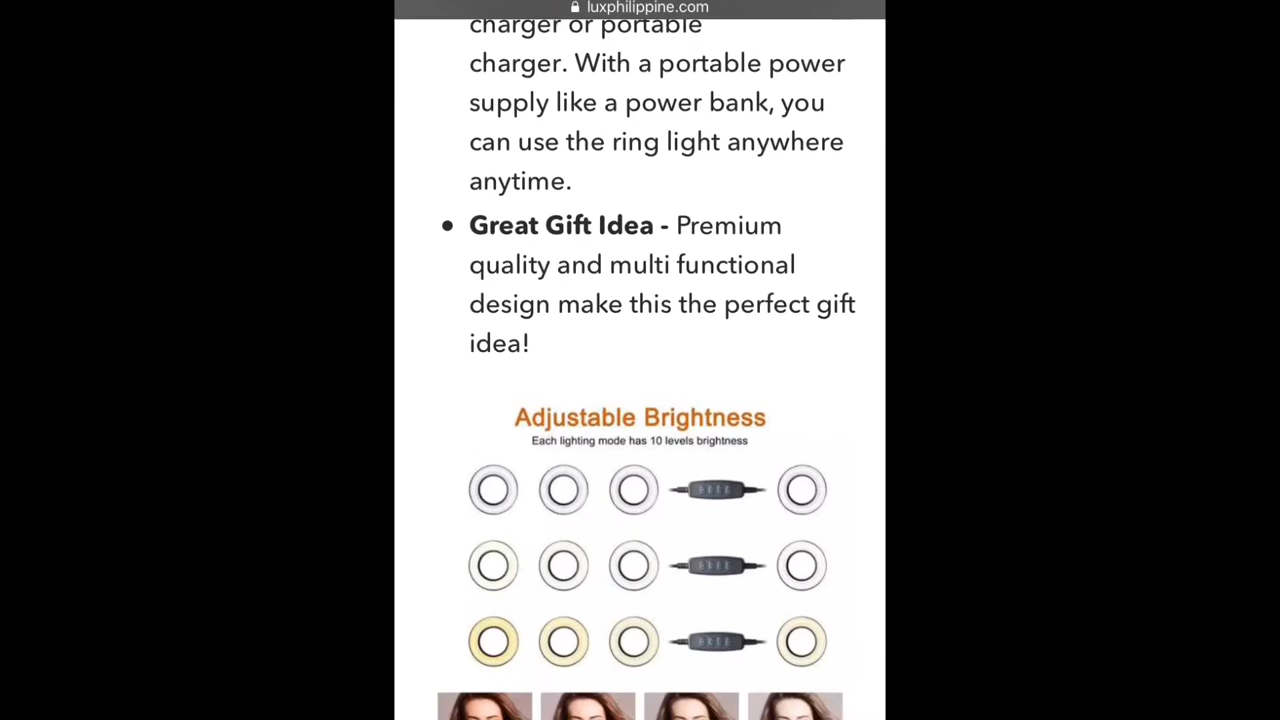 luxphilippine.com
charger or portable
charger. With a portable power
supply like a power bank, you
can use the ring light anywhere
anytime.
• Great Gift Idea - Premium
quality and multi functional
design make this the perfect gift
idea!
Adjustable Brightness
Each lighting mode has 10 levels brightness